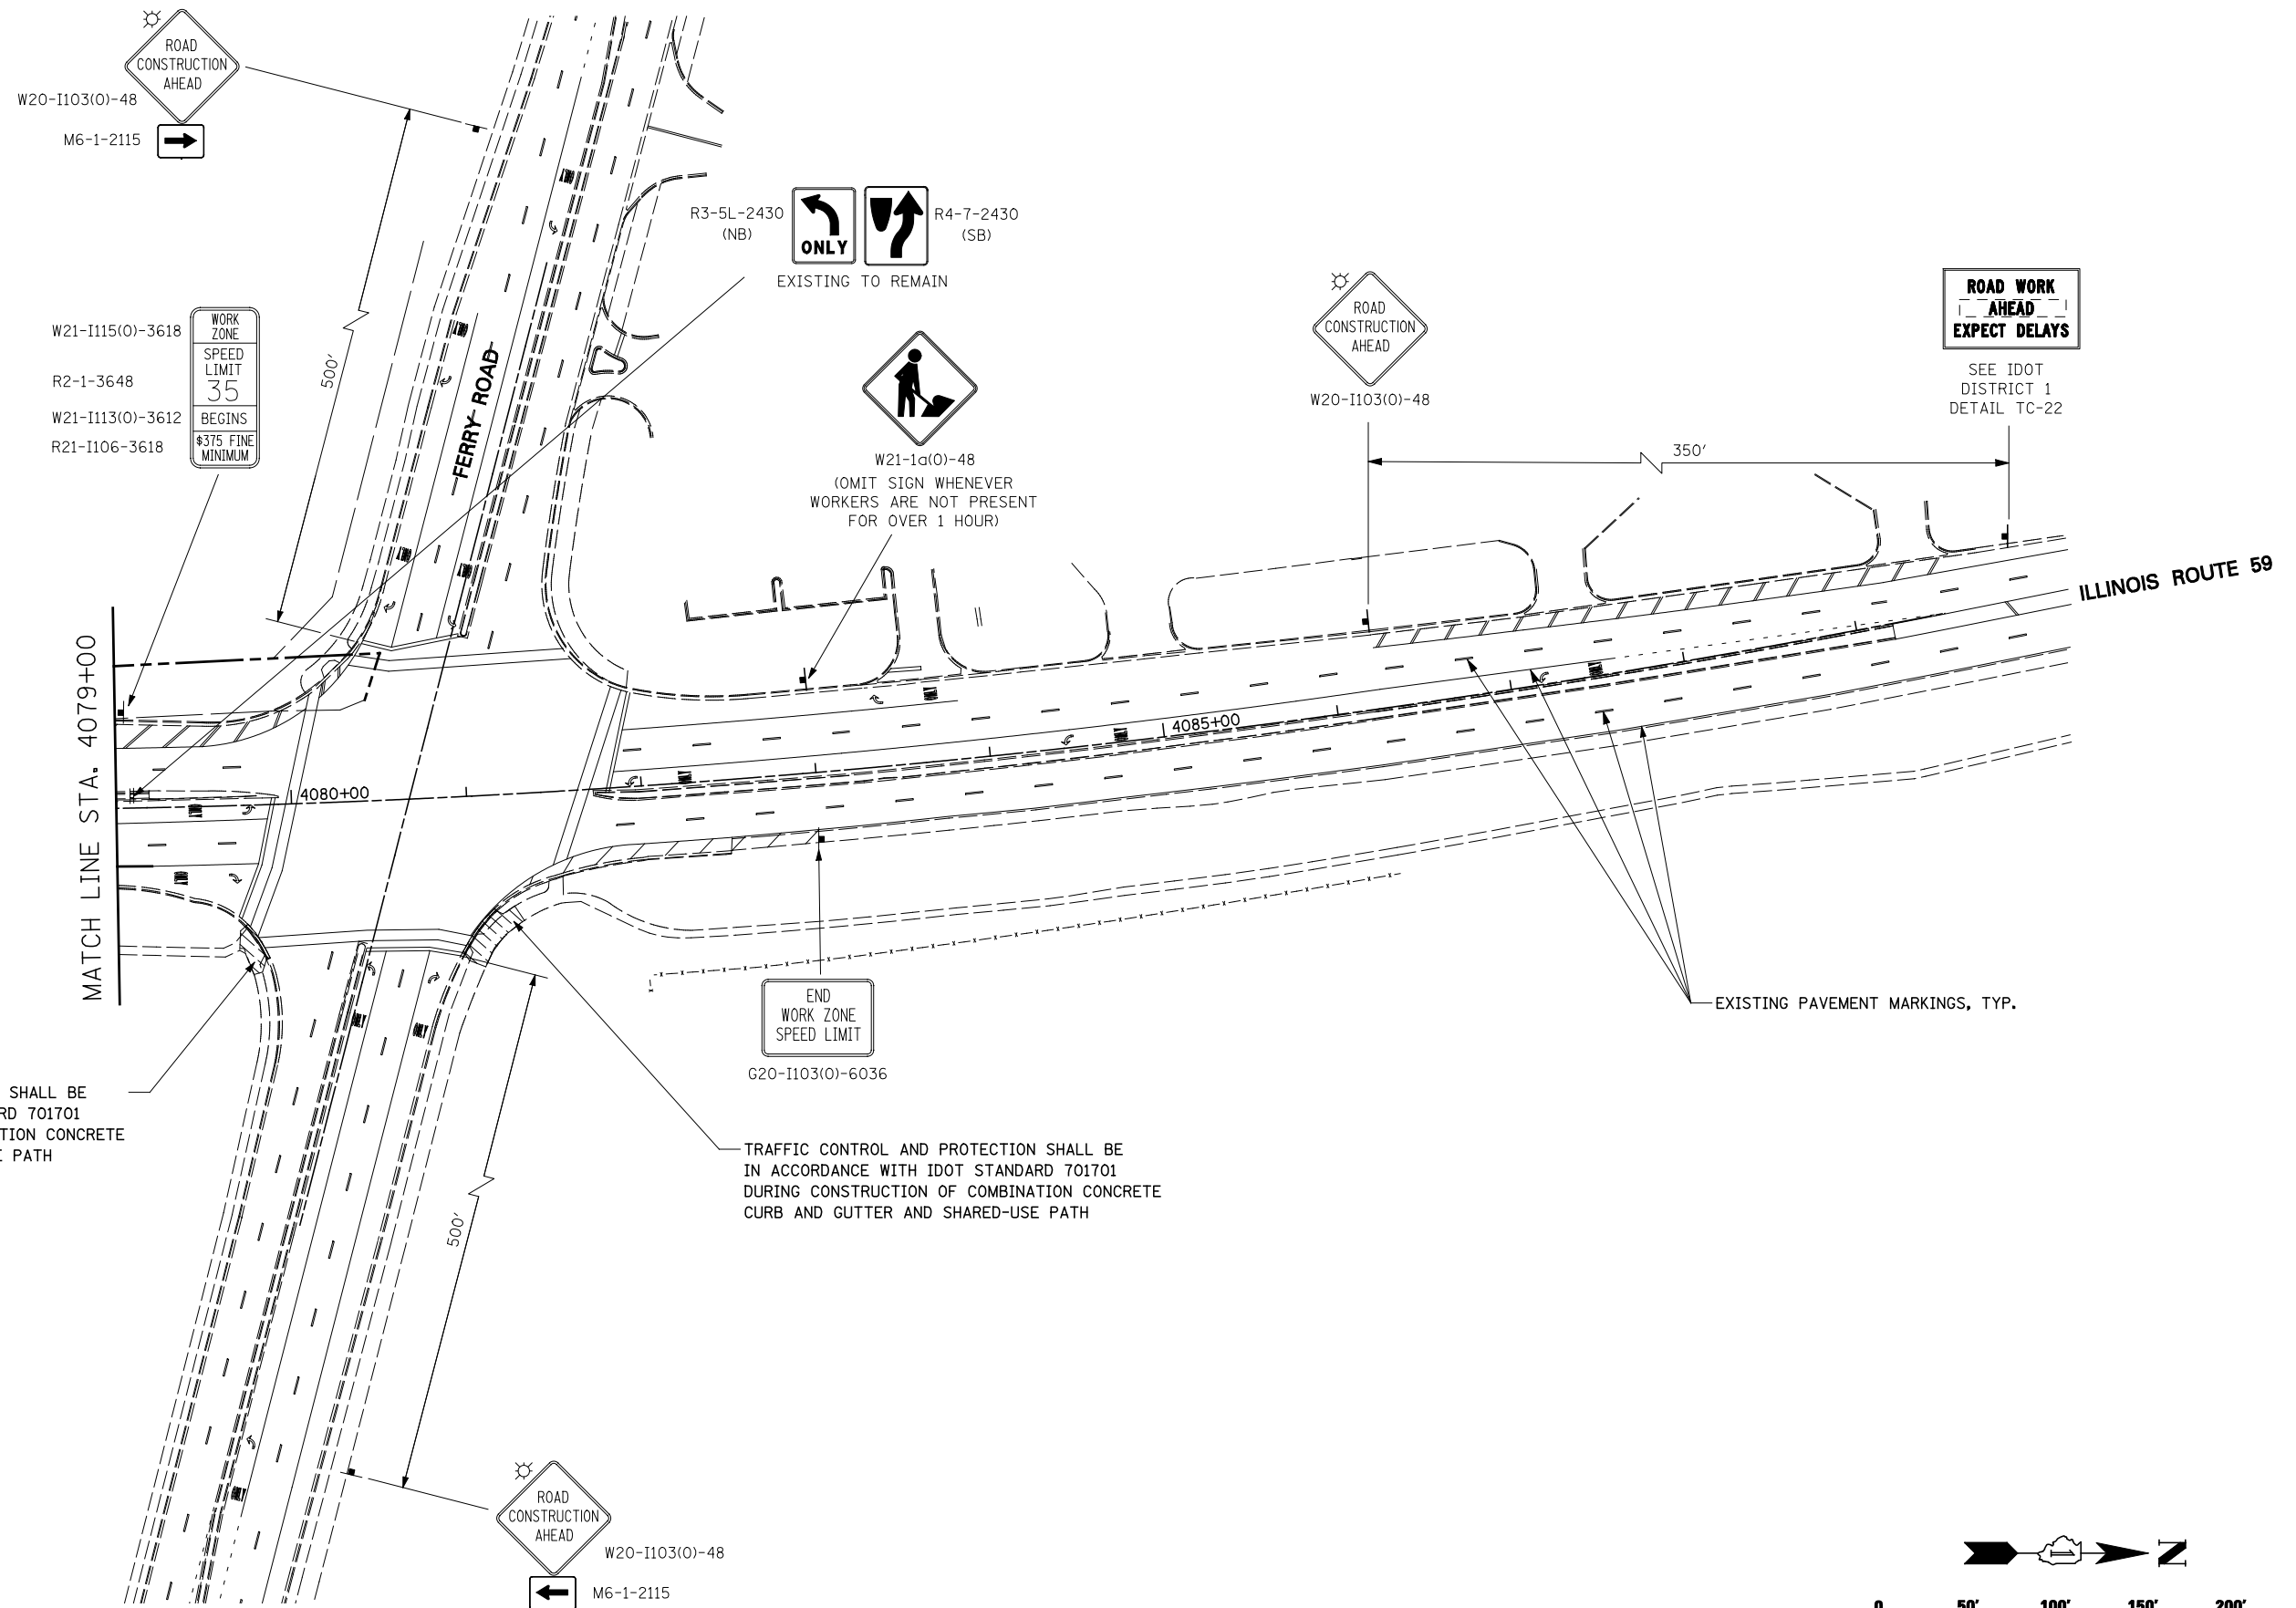 ROAD
CONSTRUCTION
AHEAD
W20-I103(O)-48
M6-1-2115
500'
R3-5L-2430
(NB)
ONLY
R4-7-2430
(SB)
EXISTING TO REMAIN
W21-I115(O)-3618
WORK
ZONE
R2-1-3648
SPEED
LIMIT
35
W21-I113(O)-3612
BEGINS
R21-I106-3618
$375 FINE
MINIMUM
FERRY ROAD
W21-1a(O)-48
(OMIT SIGN WHENEVER
WORKERS ARE NOT PRESENT
FOR OVER 1 HOUR)
ROAD
CONSTRUCTION
AHEAD
W20-I103(O)-48
ROAD WORK
AHEAD
EXPECT DELAYS
SEE IDOT
DISTRICT 1
DETAIL TC-22
350'
ILLINOIS ROUTE 59
MATCH LINE STA. 4079+00
4080+00
4085+00
EXISTING PAVEMENT MARKINGS, TYP.
END
WORK ZONE
SPEED LIMIT
G20-I103(O)-6036
SHALL BE
RD 701701
TION CONCRETE
E PATH
TRAFFIC CONTROL AND PROTECTION SHALL BE
IN ACCORDANCE WITH IDOT STANDARD 701701
DURING CONSTRUCTION OF COMBINATION CONCRETE
CURB AND GUTTER AND SHARED-USE PATH
500'
ROAD
CONSTRUCTION
AHEAD
W20-I103(O)-48
M6-1-2115
N
0 50' 100' 150' 200'